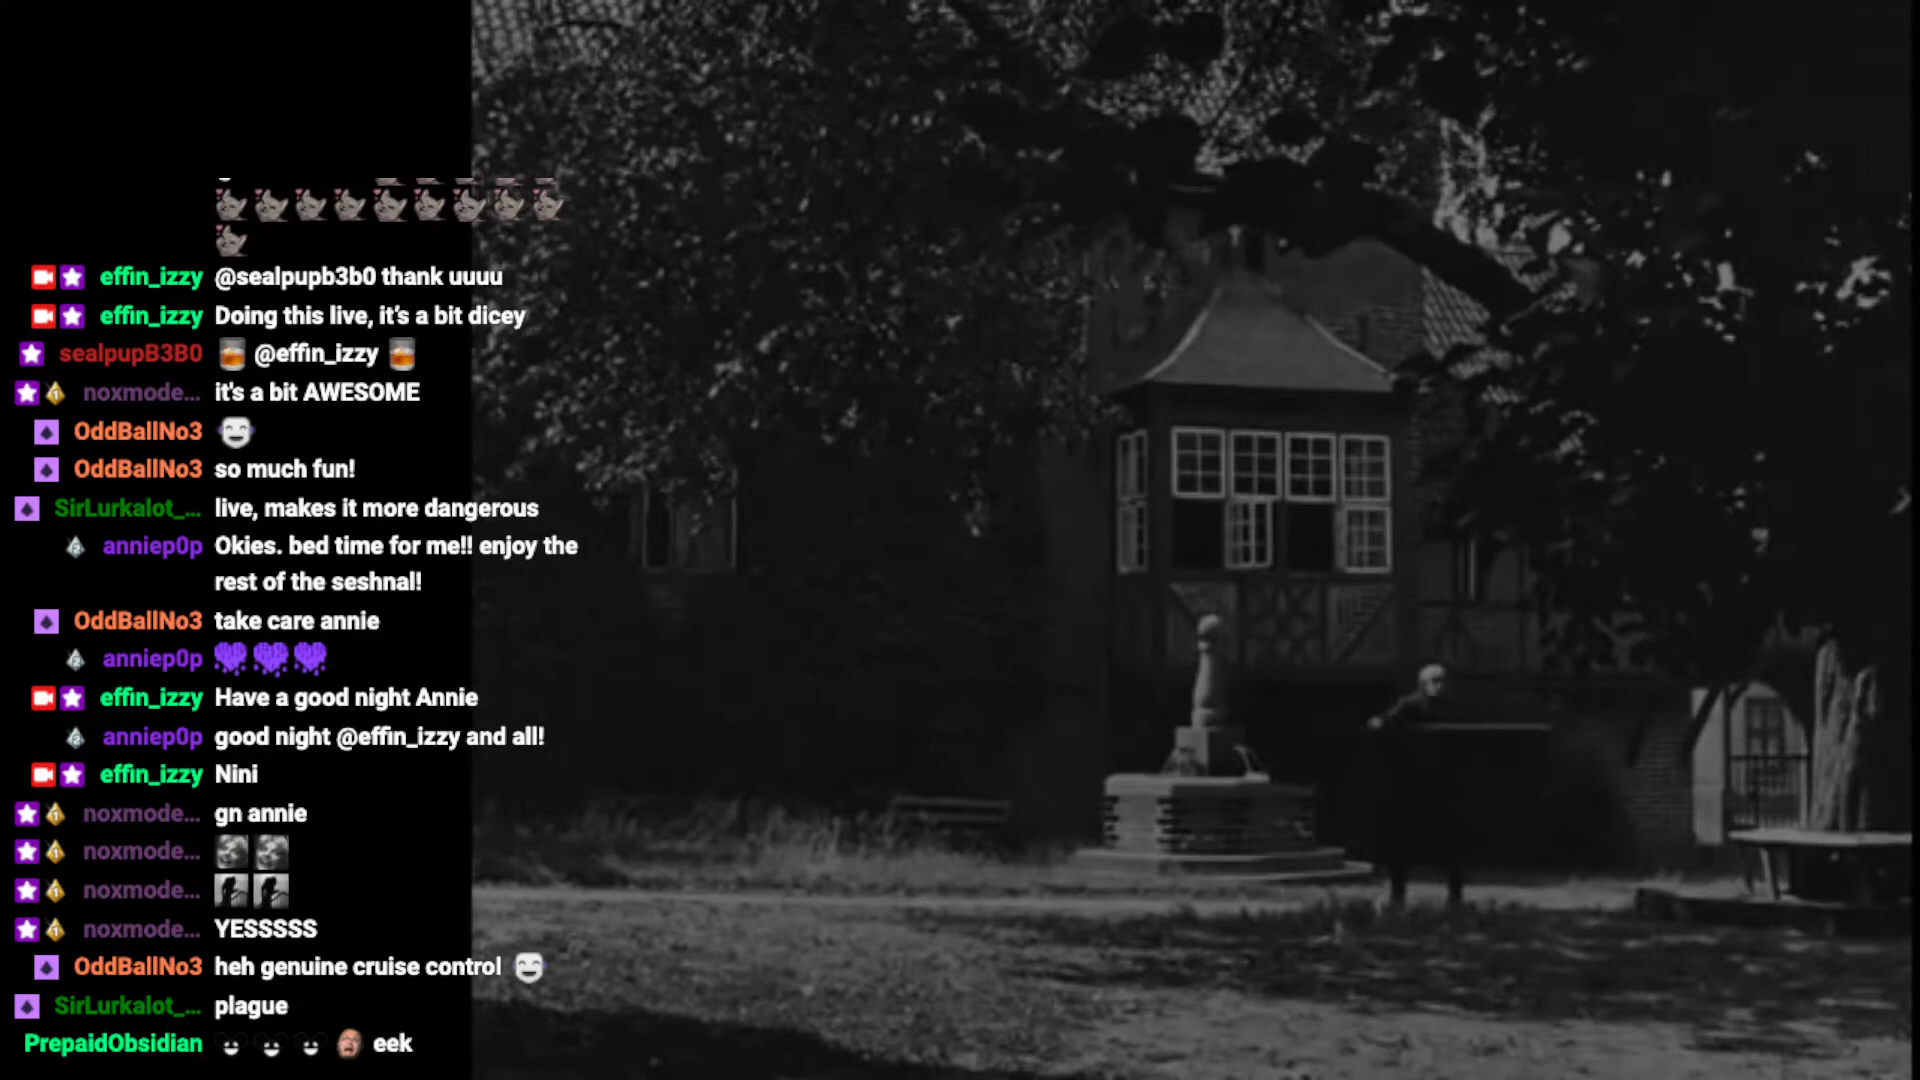 effin_izzy @sealpupb3b0 thank uuuu
effin_izzy Doing this live, it's a bit dicey
sealpupB3B0 @effin_izzy
noxmode... it's a bit AWESOME
OddBallNo3
OddBallNo3 so much fun!
SirLurkalot_... live, makes it more dangerous
anniep0p Okies. bed time for me!! enjoy the
rest of the seshnal!
OddBallNo3 take care annie
anniep0p
effin_izzy Have a good night Annie
anniep0p good night @effin_izzy and all!
effin_izzy Nini
noxmode... gn annie
noxmode...
noxmode...
noxmode... YESSSSS
OddBallNo3 heh genuine cruise control
SirLurkalot_... plague
PrepaidObsidian eek